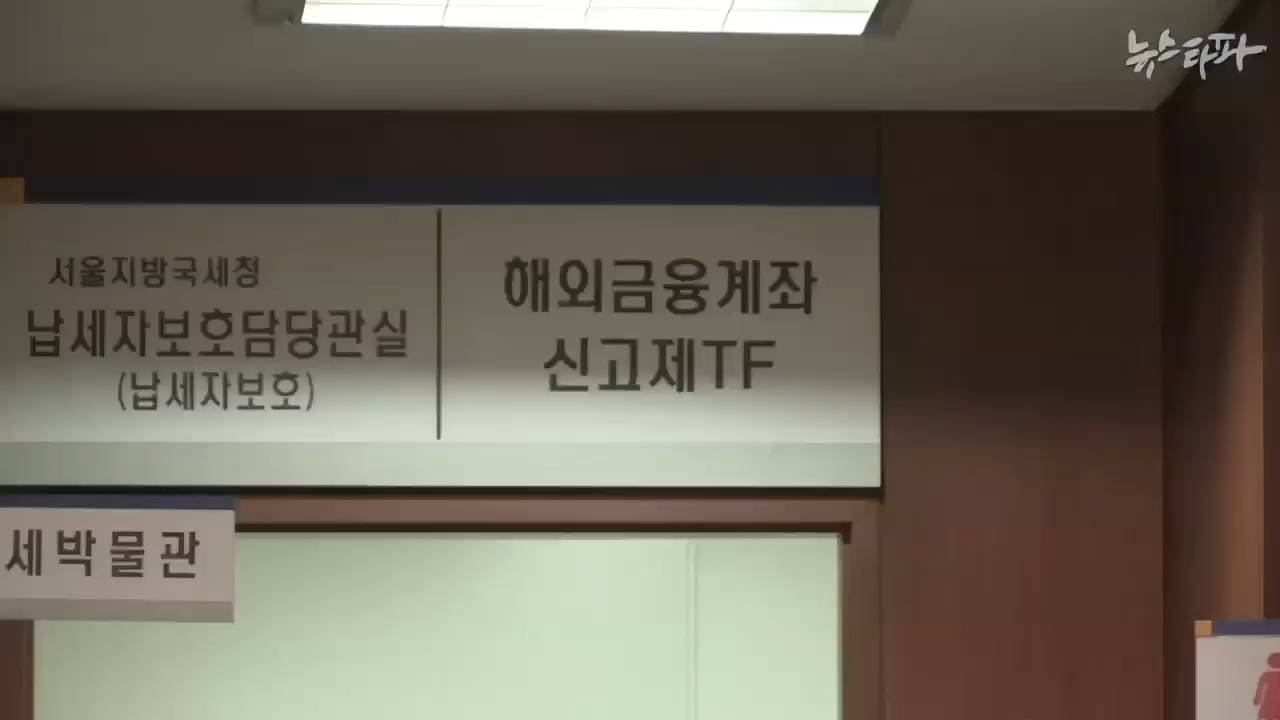 뉴스타파
서울지방국세청
납세자보호담당관실
(납세자보호)
해외금융계좌
신고제TF
세박물관